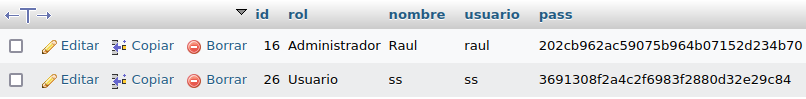 id rol nombre usuario pass
Editar Copiar Borrar 16 Administrador Raul raul 202cb962ac59075b964b07152d234b70
Editar Copiar Borrar 26 Usuario ss ss 3691308f2a4c2f6983f2880d32e29c84